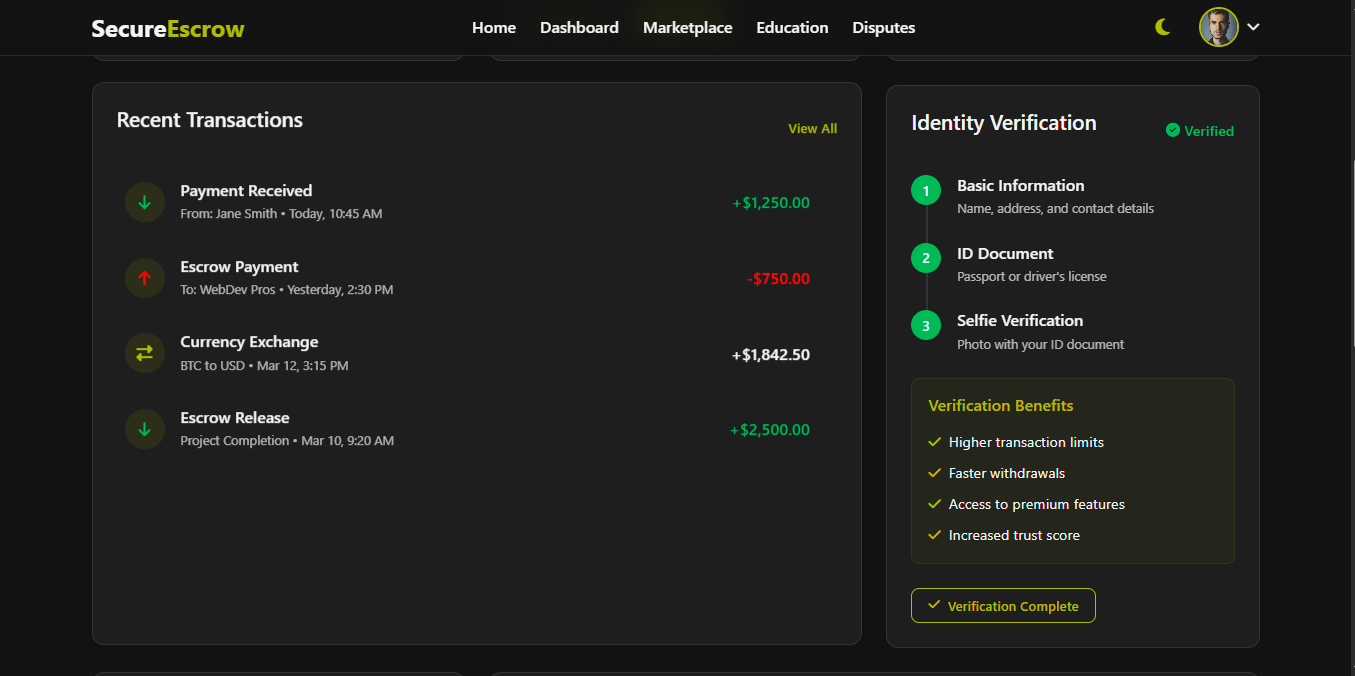 SecureEscrow
Home Dashboard Marketplace Education Disputes
Recent Transactions
View All
Payment Received
From: Jane Smith • Today, 10:45 AM
+$1,250.00
Escrow Payment
To: WebDev Pros • Yesterday, 2:30 PM
-$750.00
Currency Exchange
BTC to USD • Mar 12, 3:15 PM
+$1,842.50
Escrow Release
Project Completion • Mar 10, 9:20 AM
+$2,500.00
Identity Verification
Verified
1
Basic Information
Name, address, and contact details
2
ID Document
Passport or driver's license
3
Selfie Verification
Photo with your ID document
Verification Benefits
Higher transaction limits
Faster withdrawals
Access to premium features
Increased trust score
Verification Complete